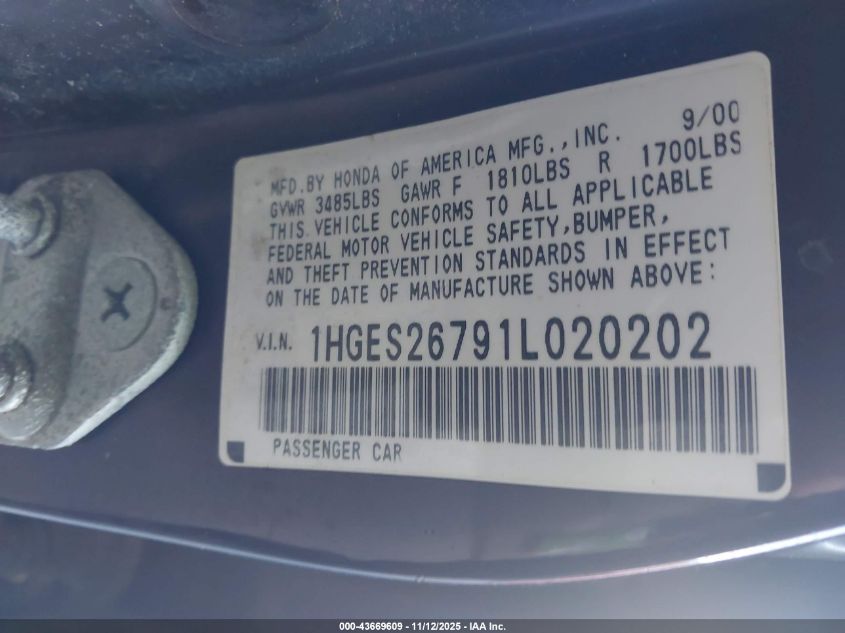 9/00
MFD.BY HONDA OF AMERICA MFG.,INC.
GVWR 3485LBS GAWR F 1810LBS R 1700LBS
THIS VEHICLE CONFORMS TO ALL APPLICABLE
FEDERAL MOTOR VEHICLE SAFETY,BUMPER,
AND THEFT PREVENTION STANDARDS IN EFFECT
ON THE DATE OF MANUFACTURE SHOWN ABOVE:
V.I.N. 1HGES26791L020202
PASSENGER CAR
000-43669609 - 11/12/2025 - IAA Inc.